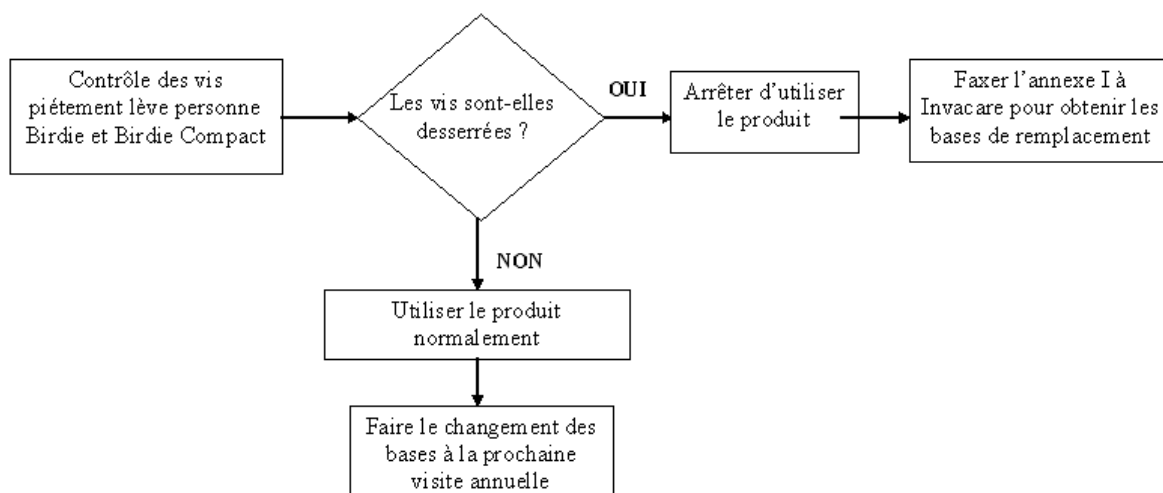 Contrôle des vis
piétement lève personne
Birdie et Birdie Compact
Les vis sont-elles
desserrées ?
OUI
Arrêter d'utiliser
le produit
Faxer l'annexe I à
Invacare pour obtenir les
bases de remplacement
NON
Utiliser le produit
normalement
Faire le changement des
bases à la prochaine
visite annuelle